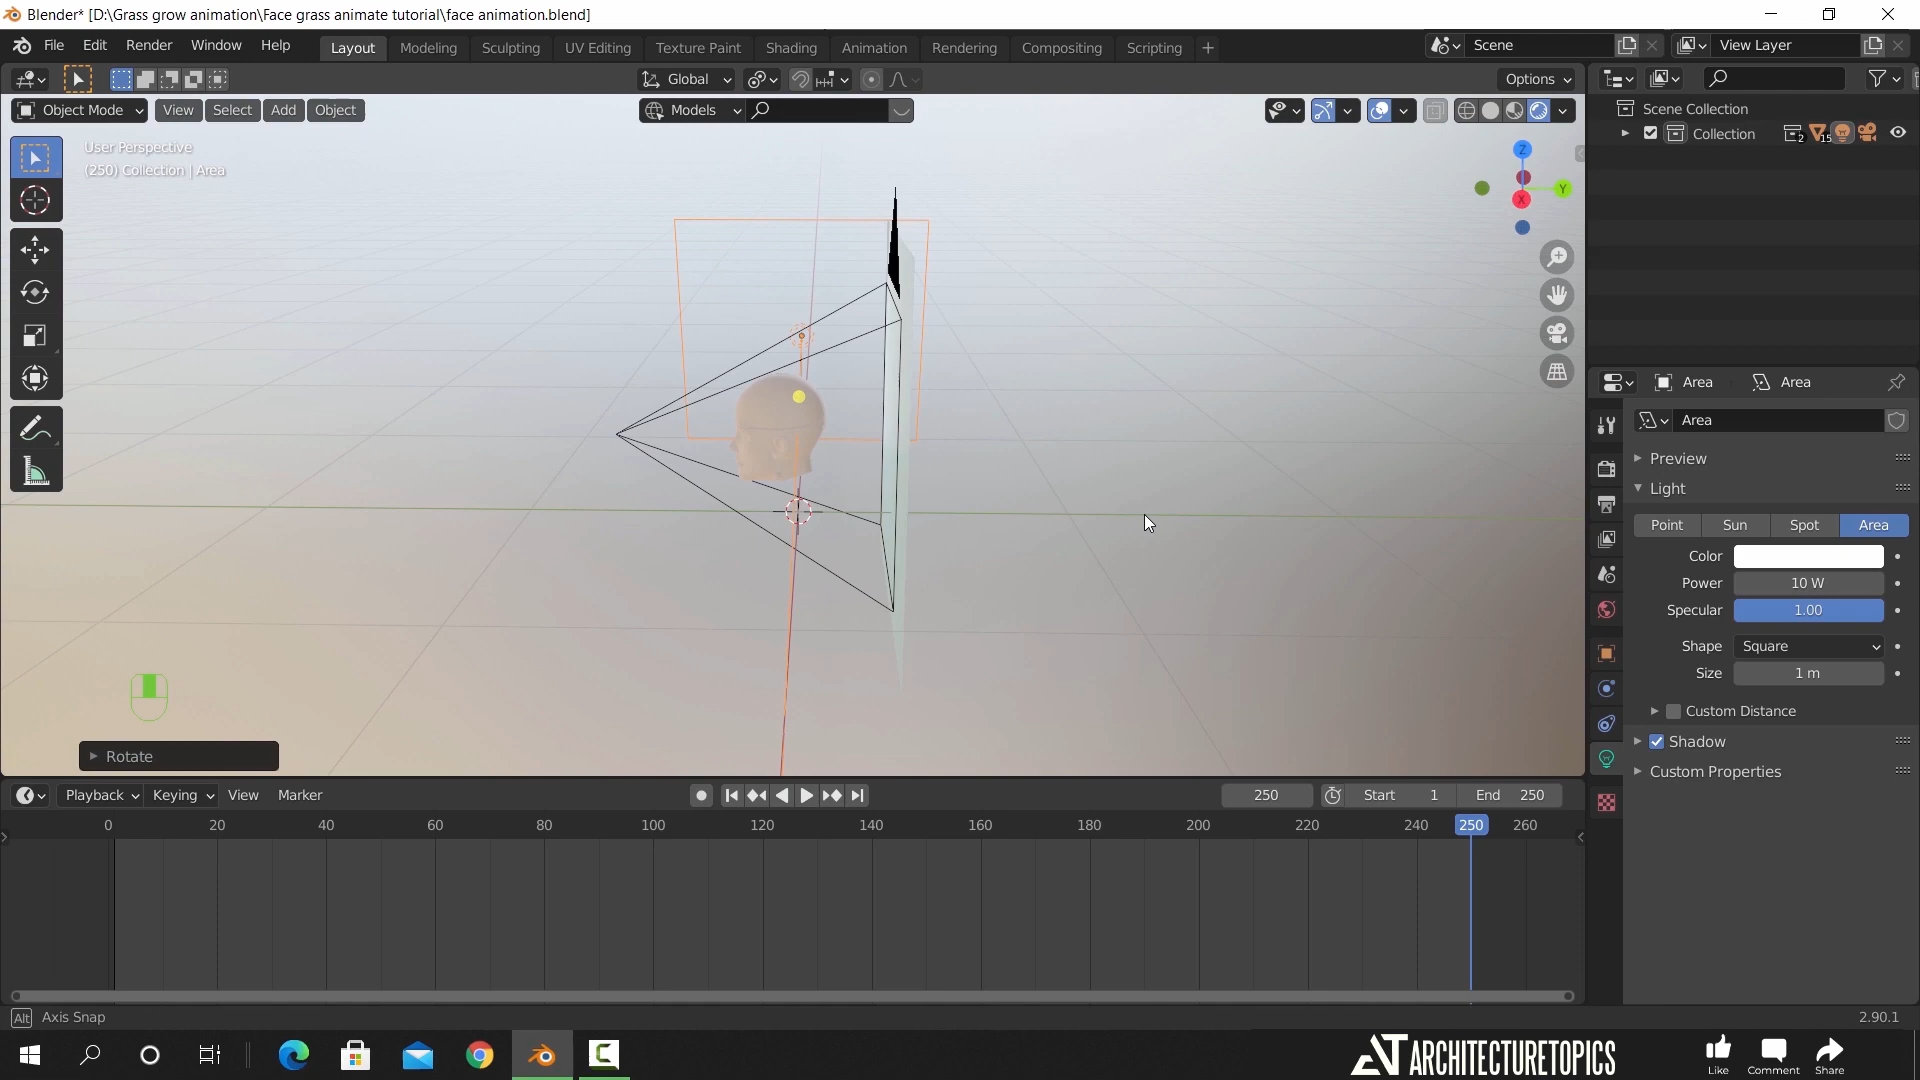 Blender* [D:\Grass grow animation\Face grass animate tutorial\face animation.blend]
File Edit Render Window Help Layout Modeling Sculpting UV Editing Texture Paint Shading Animation Rendering Compositing Scripting + Scene View Layer
Global Options
Object Mode View Select Add Object Models
User Perspective
(250) Collection | Area
Z
Y
X
Scene Collection
Collection 2 15
Area Area
Area
Preview
Light
Point Sun Spot Area
Color
Power 10 W
Specular 1.00
Shape Square
Size 1 m
Custom Distance
Shadow
Custom Properties
Rotate
Playback Keying View Marker 250 Start 1 End 250
0 20 40 60 80 100 120 140 160 180 200 220 240 250 260
Alt Axis Snap 2.90.1
ARCHITECTURETOPICS
Like Comment Share